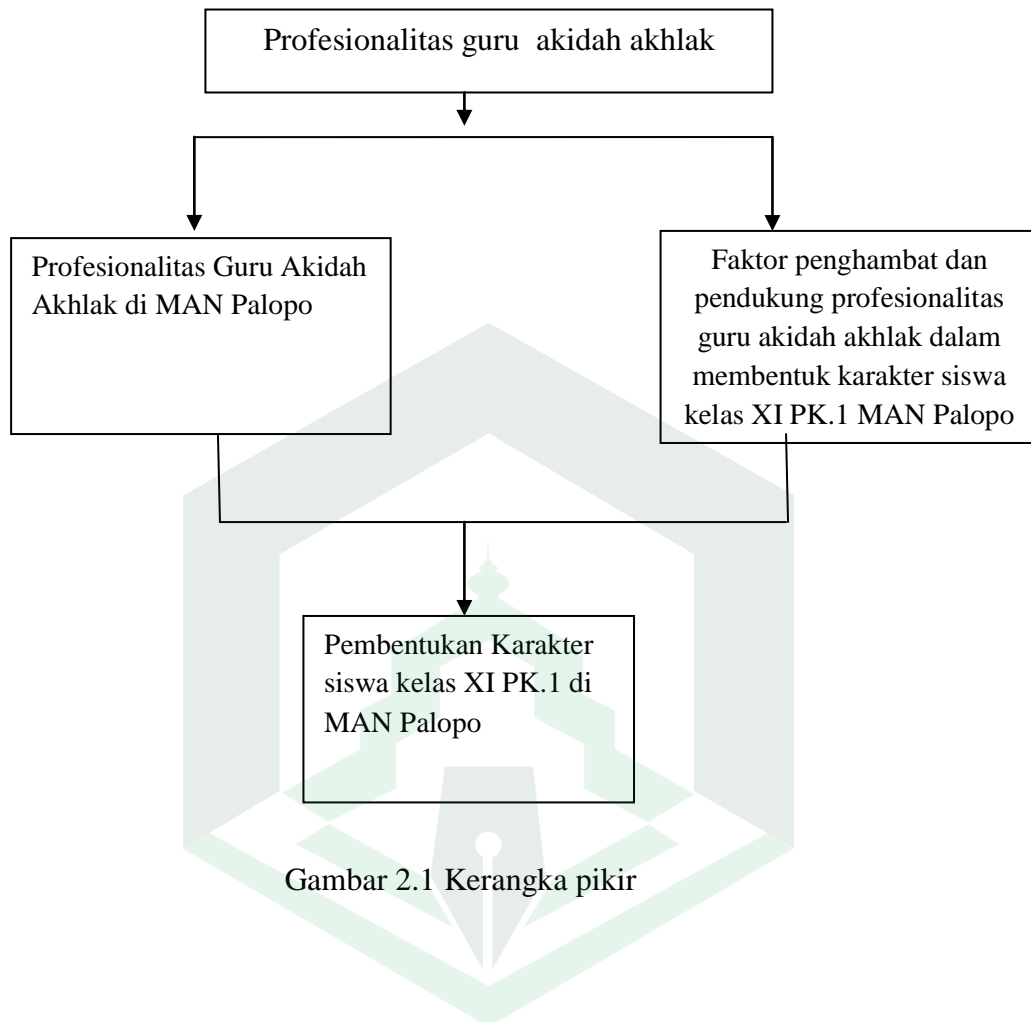 Profesionalitas guru akidah akhlak
Profesionalitas Guru Akidah
Akhlak di MAN Palopo
Faktor penghambat dan
pendukung profesionalitas
guru akidah akhlak dalam
membentuk karakter siswa
kelas XI PK.1 MAN Palopo
Pembentukan Karakter
siswa kelas XI PK.1 di
MAN Palopo
Gambar 2.1 Kerangka pikir